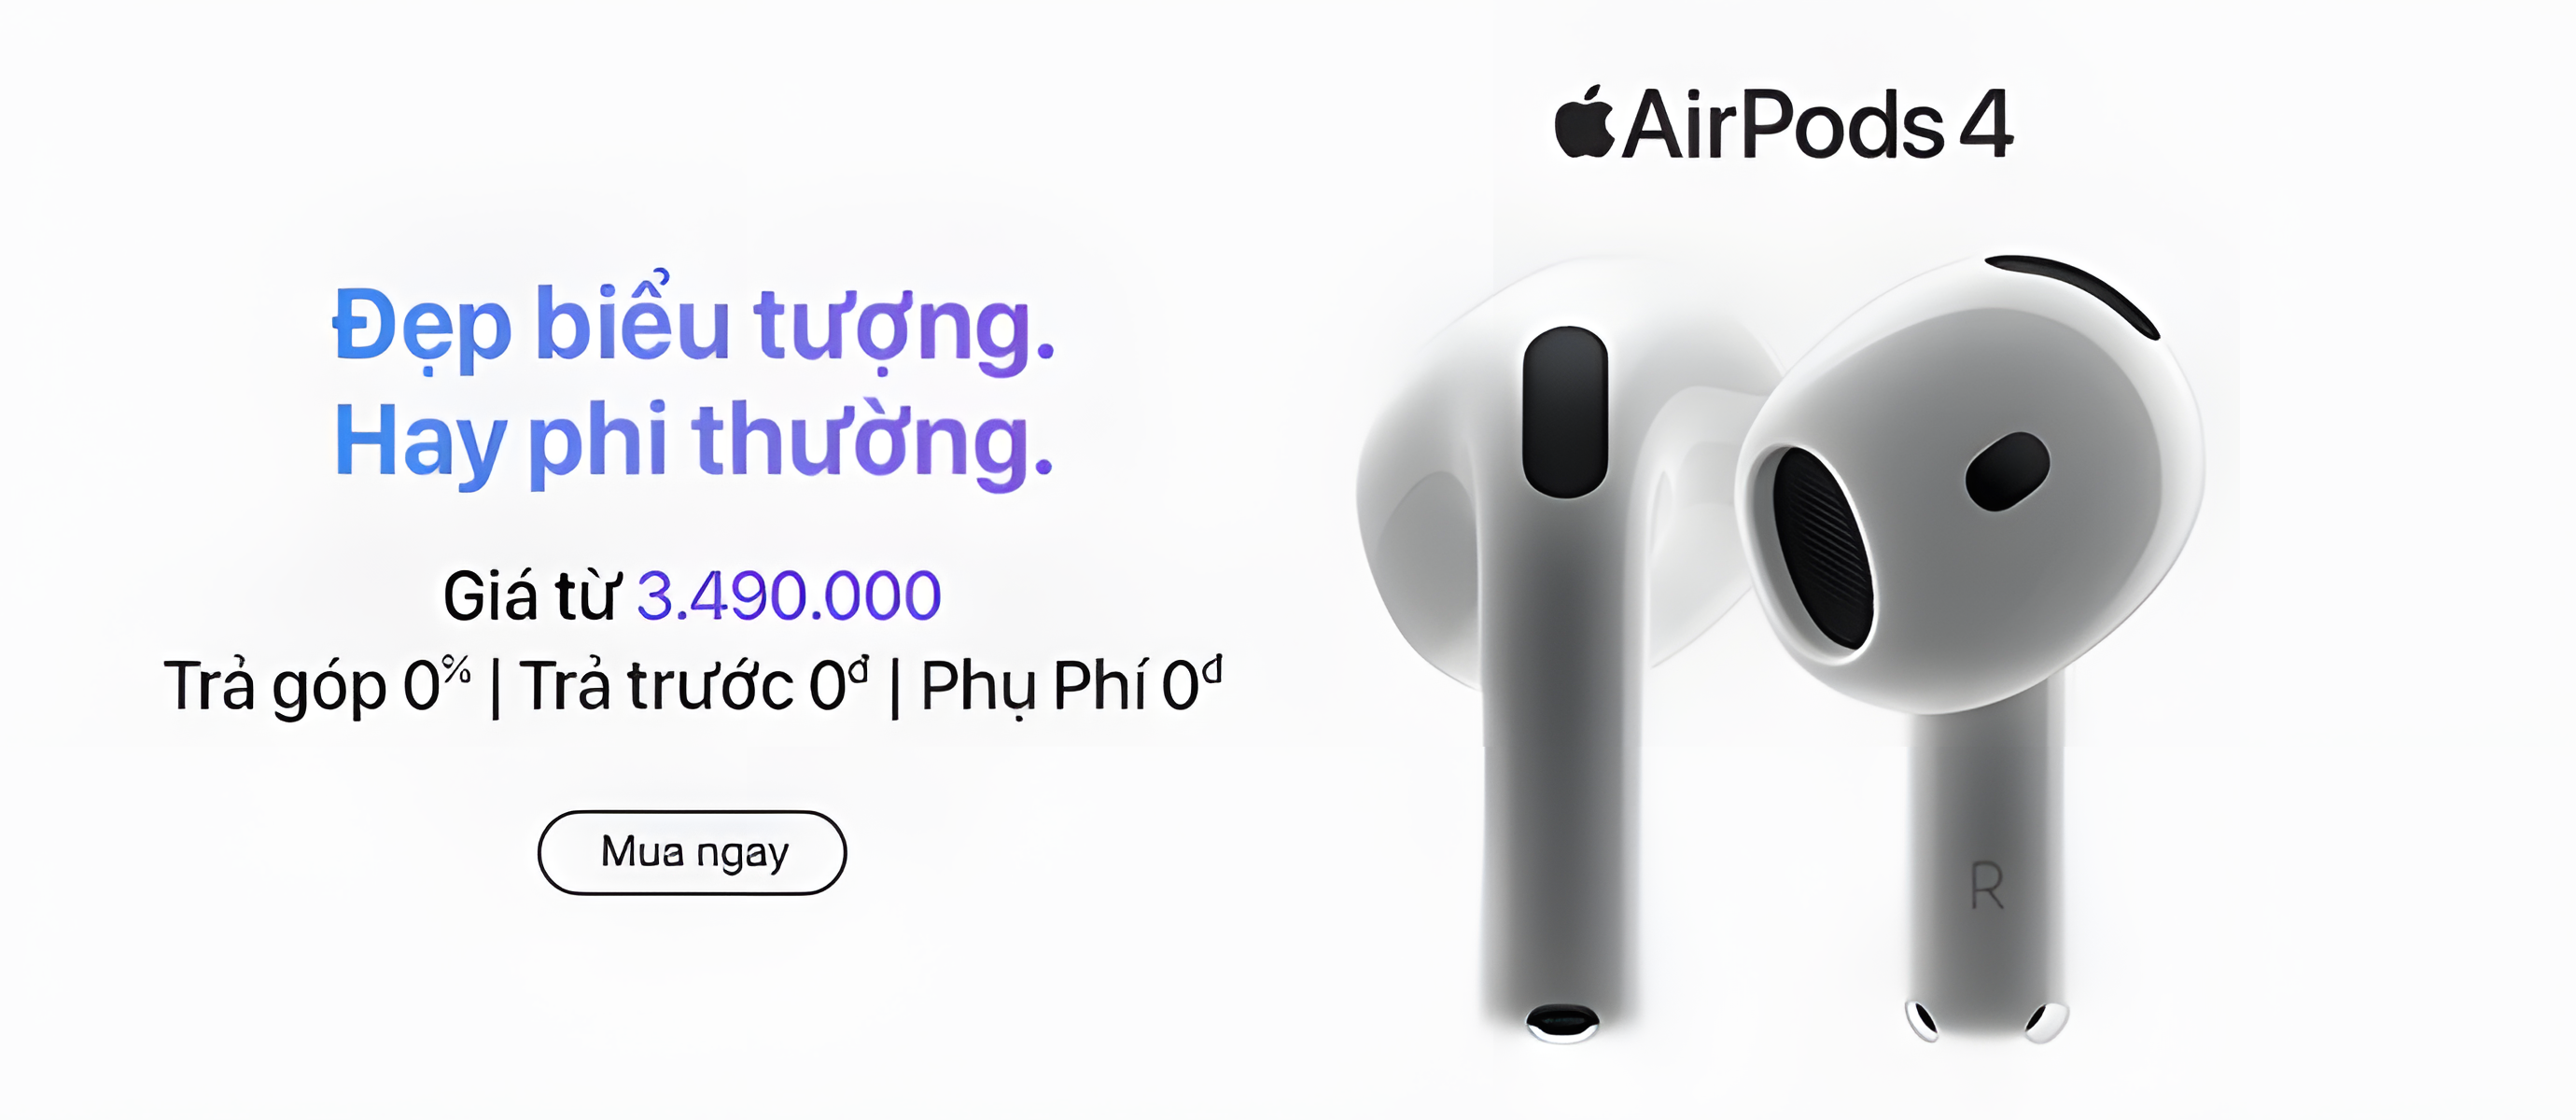 AirPods 4
Đẹp biểu tượng.
Hay phi thường.
Giá từ 3.490.000
Trả góp 0% | Trả trước 0đ | Phụ Phí 0đ
Mua ngay
R